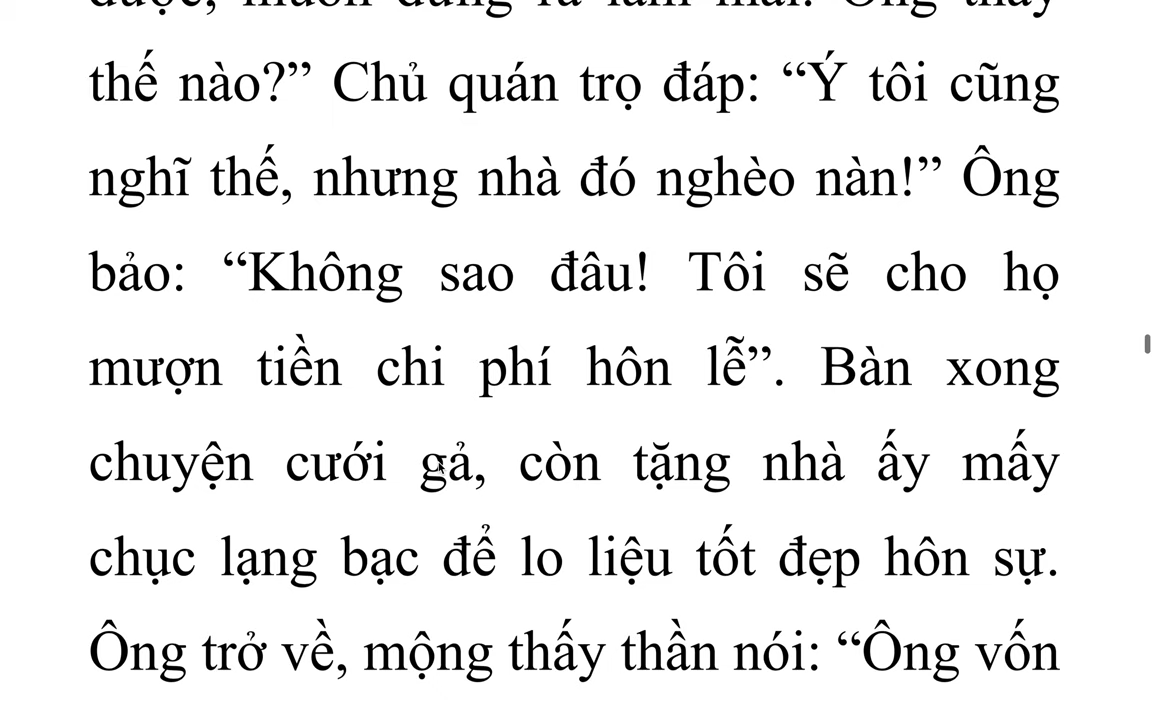 thế nào?” Chủ quán trọ đáp: “Ý tôi cũng
nghĩ thế, nhưng nhà đó nghèo nàn!” Ông
bảo: “Không sao đâu! Tôi sẽ cho họ
mượn tiền chi phí hôn lễ”. Bàn xong
chuyện cưới gả, còn tặng nhà ấy mấy
chục lạng bạc để lo liệu tốt đẹp hôn sự.
Ông trở về, mộng thấy thần nói: “Ông vốn